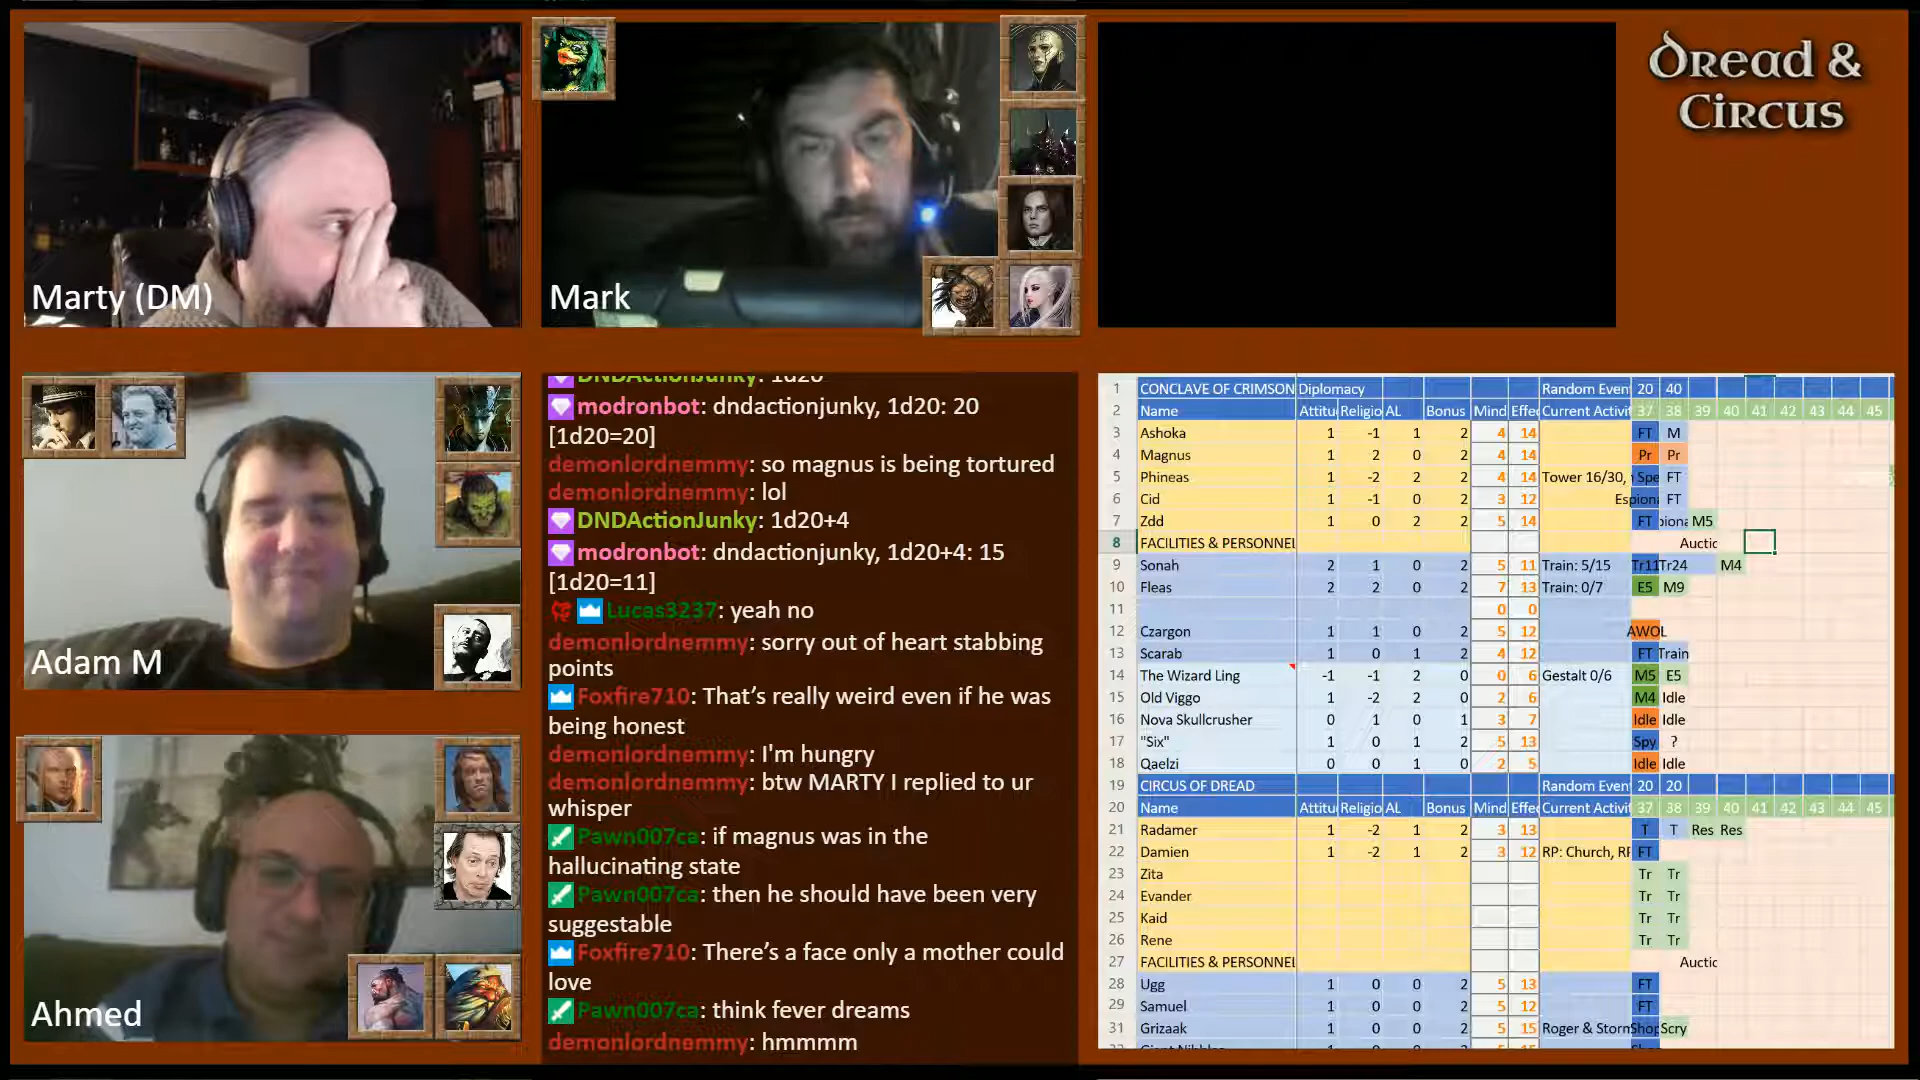 Dread &
Circus
Marty (DM)
Mark
Adam M
Ahmed
DNDActionJunky: 1d20
modronbot: dndactionjunky, 1d20: 20
[1d20=20]
demonlordnemmy: so magnus is being tortured
demonlordnemmy: lol
DNDActionJunky: 1d20+4
modronbot: dndactionjunky, 1d20+4: 15
[1d20=11]
Lucas3237: yeah no
demonlordnemmy: sorry out of heart stabbing
points
Foxfire710: That's really weird even if he was
being honest
demonlordnemmy: I'm hungry
demonlordnemmy: btw MARTY I replied to ur
whisper
Pawn007ca: if magnus was in the
hallucinating state
Pawn007ca: then he should have been very
suggestable
Foxfire710: There's a face only a mother could
love
Pawn007ca: think fever dreams
demonlordnemmy: hmmmm
1 CONCLAVE OF CRIMSON Diplomacy Random Even 20 40
2 Name Attitu Religio AL Bonus Mind Effec Current Activi 37 38 39 40 41 42 43 44 45
3 Ashoka 1 -1 1 2 4 14 FT M
4 Magnus 1 2 0 2 4 14 Pr Pr
5 Phineas 1 -2 2 2 4 14 Tower 16/30, Spe FT
6 Cid 1 -1 0 2 3 12 Espiona FT
7 Zdd 1 0 2 2 5 14 FT piona M5
8 FACILITIES & PERSONNEL Auctic
9 Sonah 2 1 0 2 5 11 Train: 5/15 Tr11 Tr24 M4
10 Fleas 2 2 0 2 7 13 Train: 0/7 E5 M9
11 0 0
12 Czargon 1 1 0 2 5 12 AWOL
13 Scarab 1 0 1 2 4 12 FT Train
14 The Wizard Ling -1 -1 2 0 0 6 Gestalt 0/6 M5 E5
15 Old Viggo 1 -2 2 0 2 6 M4 Idle
16 Nova Skullcrusher 0 1 0 1 3 7 Idle Idle
17 "Six" 1 0 1 2 5 13 Spy ?
18 Qaelzi 0 0 1 0 2 5 Idle Idle
19 CIRCUS OF DREAD Random Even 20 20
20 Name Attitu Religio AL Bonus Mind Effec Current Activi 37 38 39 40 41 42 43 44 45
21 Radamer 1 -2 1 2 3 13 T T Res Res
22 Damien 1 -2 1 2 3 12 RP: Church, RF FT
23 Zita Tr Tr
24 Evander Tr Tr
25 Kaid Tr Tr
26 Rene Tr Tr
27 FACILITIES & PERSONNEL Auctic
28 Ugg 1 0 0 2 5 13 FT
29 Samuel 1 0 0 2 5 12 FT
31 Grizaak 1 0 0 2 5 15 Roger & Storn Shop Scry